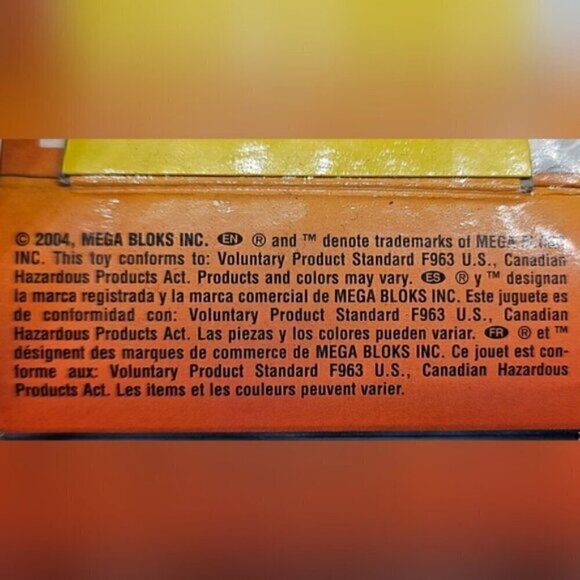 © 2004, MEGA BLOKS INC. EN ® and ™ denote trademarks of MEGA BLOKS
INC. This toy conforms to: Voluntary Product Standard F963 U.S., Canadian
Hazardous Products Act. Products and colors may vary. ES ® y ™ designan
la marca registrada y la marca comercial de MEGA BLOKS INC. Este juguete es
de conformidad con: Voluntary Product Standard F963 U.S., Canadian
Hazardous Products Act. Las piezas y los colores pueden variar. FR ® et ™
désignent des marques de commerce de MEGA BLOKS INC. Ce jouet est con-
forme aux: Voluntary Product Standard F963 U.S., Canadian Hazardous
Products Act. Les items et les couleurs peuvent varier.